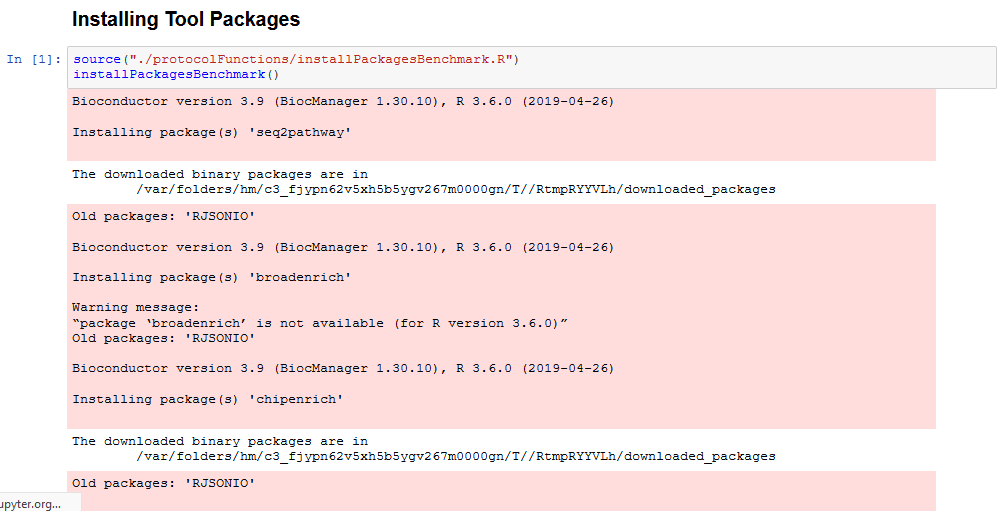 Installing Tool Packages
In [1]:
source("./protocolFunctions/installPackagesBenchmark.R")
installPackagesBenchmark()
Bioconductor version 3.9 (BiocManager 1.30.10), R 3.6.0 (2019-04-26)
Installing package(s) 'seq2pathway'
The downloaded binary packages are in
/var/folders/hm/c3_fjypn62v5xh5b5ygv267m0000gn/T//RtmpRYYVLh/downloaded_packages
Old packages: 'RJSONIO'
Bioconductor version 3.9 (BiocManager 1.30.10), R 3.6.0 (2019-04-26)
Installing package(s) 'broadenrich'
Warning message:
“package ‘broadenrich’ is not available (for R version 3.6.0)”
Old packages: 'RJSONIO'
Bioconductor version 3.9 (BiocManager 1.30.10), R 3.6.0 (2019-04-26)
Installing package(s) 'chipenrich'
The downloaded binary packages are in
/var/folders/hm/c3_fjypn62v5xh5b5ygv267m0000gn/T//RtmpRYYVLh/downloaded_packages
Old packages: 'RJSONIO'
upyter.org...